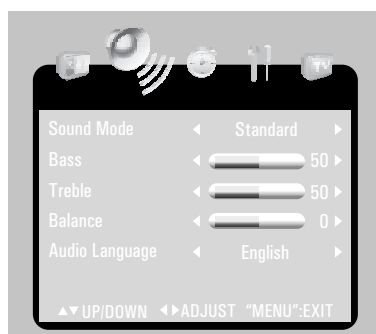 Sound Mode ◄ Standard ►
Bass ◄ 50 ►
Treble ◄ 50 ►
Balance ◄ 0 ►
Audio Language ◄ English ►
▲▼ UP/DOWN ◄►ADJUST "MENU":EXIT